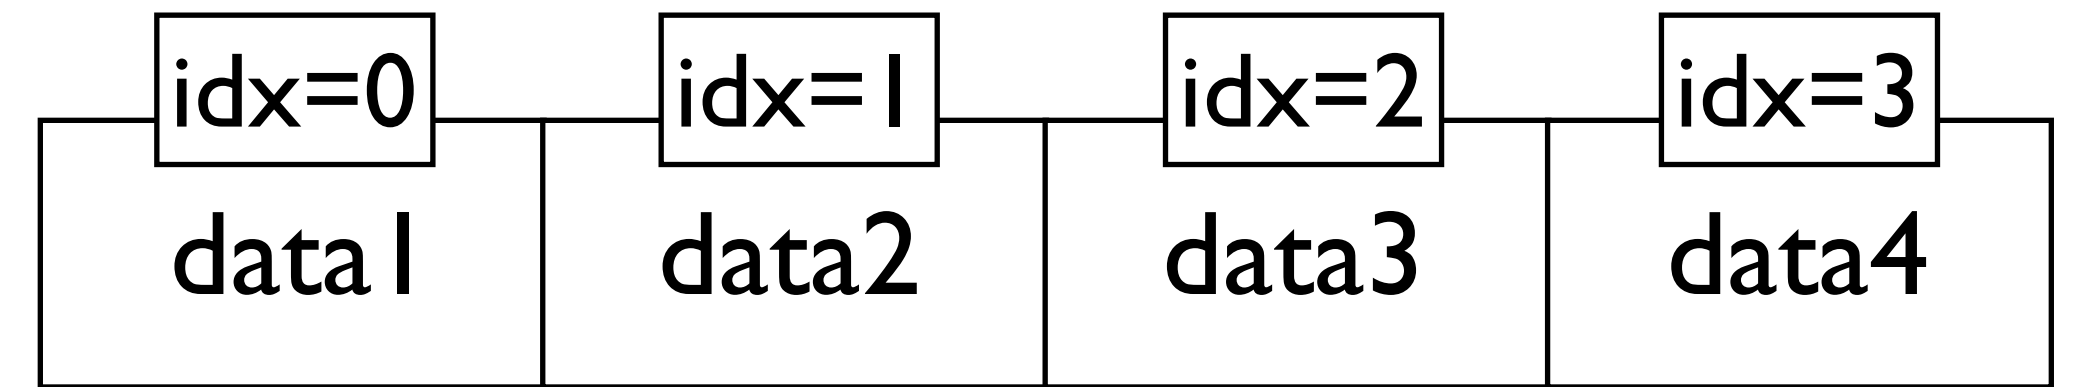 idx=0 idx=1 idx=2 idx=3
data1 data2 data3 data4